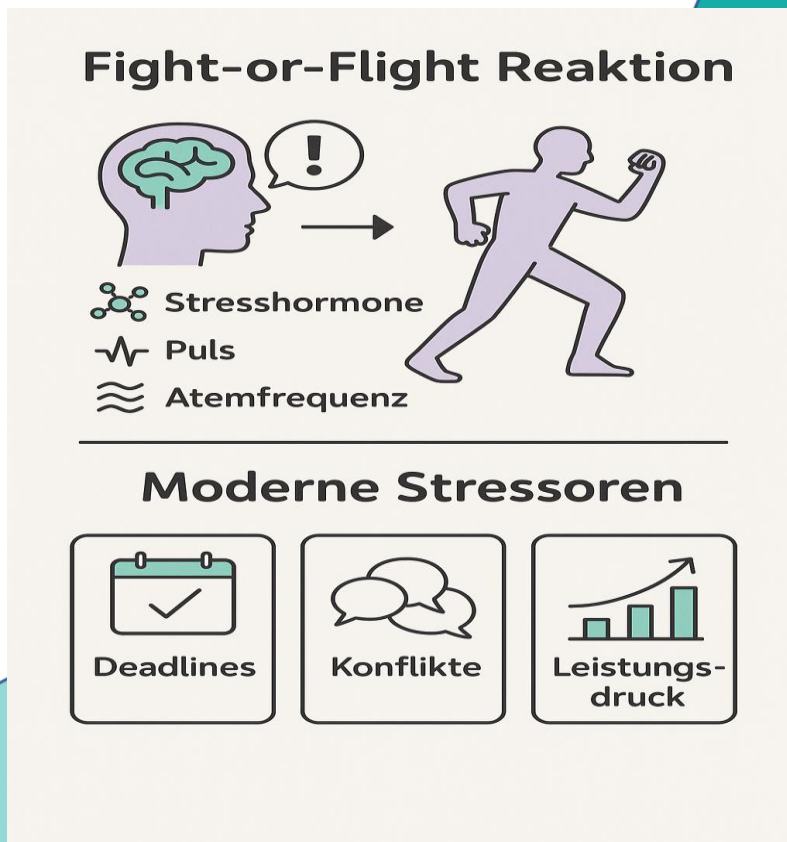 Fight-or-Flight Reaktion
!
Stresshormone
Puls
Atemfrequenz
Moderne Stressoren
Deadlines
Konflikte
Leistungs-
druck